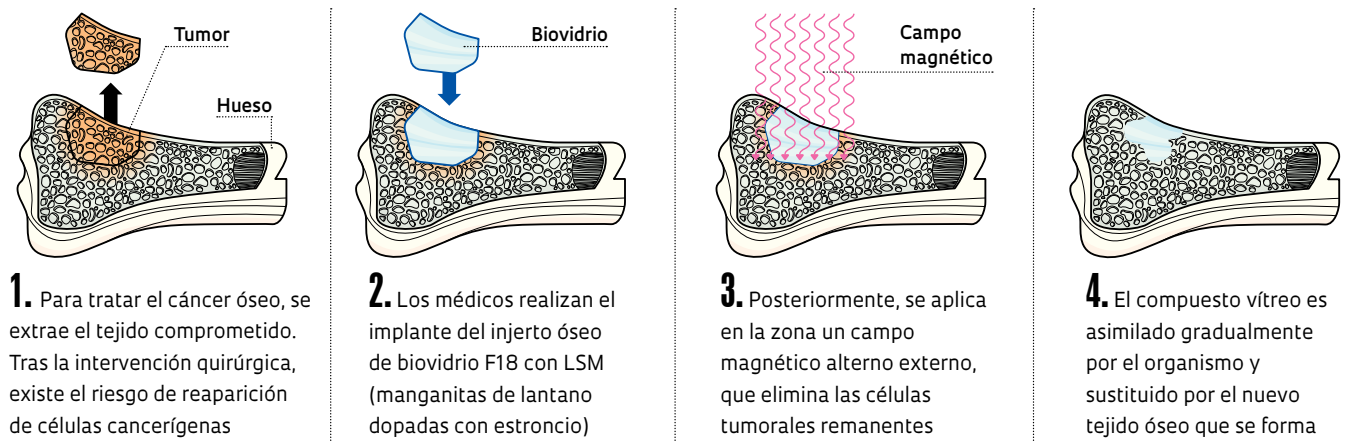 Tumor
Hueso
1. Para tratar el cáncer óseo, se
extrae el tejido comprometido.
Tras la intervención quirúrgica,
existe el riesgo de reaparición
de células cancerígenas
Biovidrio
2. Los médicos realizan el
implante del injerto óseo
de biovidrio F18 con LSM
(manganitas de lantano
dopadas con estroncio)
Campo
magnético
3. Posteriormente, se aplica
en la zona un campo
magnético alterno externo,
que elimina las células
tumorales remanentes
4. El compuesto vítreo es
asimilado gradualmente
por el organismo y
sustituido por el nuevo
tejido óseo que se forma